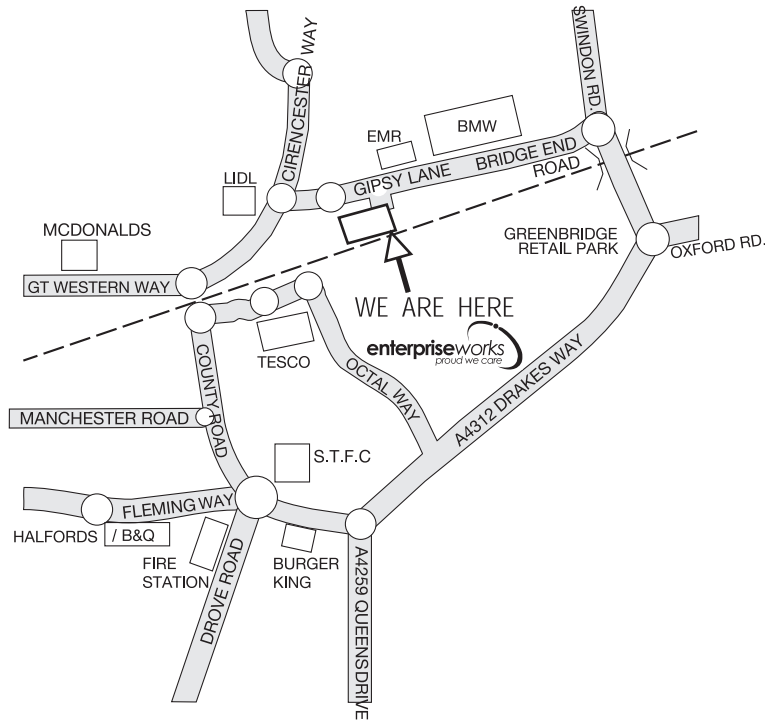 CIRENCESTER WAY
SWINDON RD.
BMW
EMR
BRIDGE END
ROAD
GIPSY LANE
LIDL
MCDONALDS
GREENBRIDGE
RETAIL PARK
OXFORD RD.
GT WESTERN WAY
WE ARE HERE
enterpriseworks
proud we care
TESCO
OCTAL WAY
COUNTY ROAD
A4312 DRAKES WAY
MANCHESTER ROAD
S.T.F.C
FLEMING WAY
HALFORDS / B&Q
FIRE
STATION
BURGER
KING
DROVE ROAD
A4259 QUEENSDRIVE